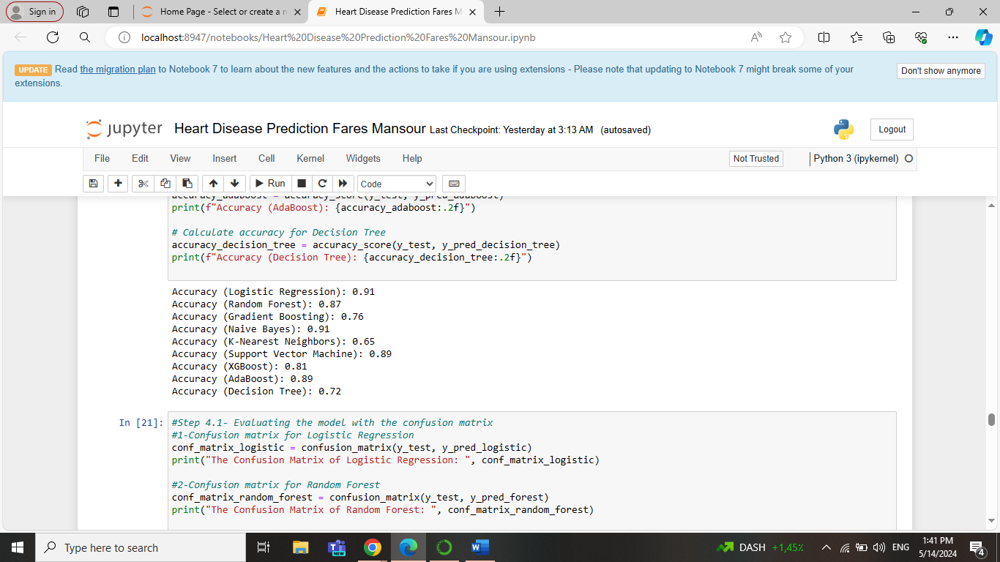 Sign in
Home Page - Select or create a n
Heart Disease Prediction Fares M
localhost:8947/notebooks/Heart%20Disease%20Prediction%20Fares%20Mansour.ipynb
UPDATE Read the migration plan to Notebook 7 to learn about the new features and the actions to take if you are using extensions - Please note that updating to Notebook 7 might break some of your
extensions.
Don't show anymore
jupyter Heart Disease Prediction Fares Mansour Last Checkpoint: Yesterday at 3:13 AM (autosaved)
Logout
File Edit View Insert Cell Kernel Widgets Help
Not Trusted
Python 3 (ipykernel)
Run
Code
accuracy_adaboost = accuracy_score(y_test, y_pred_adaboost)
print(f"Accuracy (AdaBoost): {accuracy_adaboost:.2f}")
# Calculate accuracy for Decision Tree
accuracy_decision_tree = accuracy_score(y_test, y_pred_decision_tree)
print(f"Accuracy (Decision Tree): {accuracy_decision_tree:.2f}")
Accuracy (Logistic Regression): 0.91
Accuracy (Random Forest): 0.87
Accuracy (Gradient Boosting): 0.76
Accuracy (Naive Bayes): 0.91
Accuracy (K-Nearest Neighbors): 0.65
Accuracy (Support Vector Machine): 0.89
Accuracy (XGBoost): 0.81
Accuracy (AdaBoost): 0.89
Accuracy (Decision Tree): 0.72
In [21]:
#Step 4.1- Evaluating the model with the confusion matrix
#1-Confusion matrix for Logistic Regression
conf_matrix_logistic = confusion_matrix(y_test, y_pred_logistic)
print("The Confusion Matrix of Logistic Regression: ", conf_matrix_logistic)
#2-Confusion matrix for Random Forest
conf_matrix_random_forest = confusion_matrix(y_test, y_pred_forest)
print("The Confusion Matrix of Random Forest: ", conf_matrix_random_forest)
Type here to search
NEW
DASH +1,45%
ENG
1:41 PM
5/14/2024
4